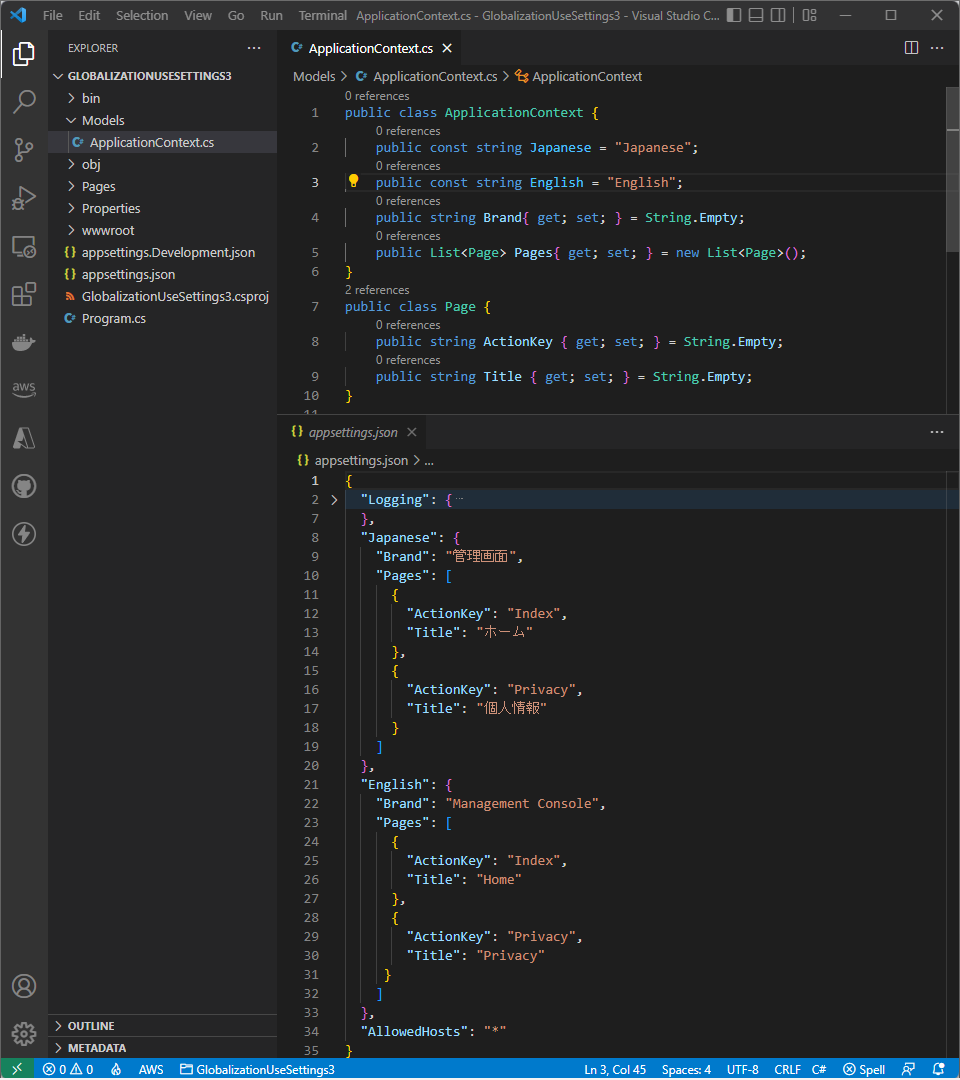 File Edit Selection View Go Run Terminal ApplicationContext.cs - GlobalizationUseSettings3 - Visual Studio C...
EXPLORER
GLOBALIZATIONUSESETTINGS3
bin
Models
ApplicationContext.cs
obj
Pages
Properties
wwwroot
{} appsettings.Development.json
{} appsettings.json
GlobalizationUseSettings3.csproj
C# Program.cs
OUTLINE
METADATA
aws
ApplicationContext.cs
Models > ApplicationContext.cs > ApplicationContext
0 references
1 public class ApplicationContext {
0 references
2 public const string Japanese = "Japanese";
0 references
3 public const string English = "English";
0 references
4 public string Brand{ get; set; } = String.Empty;
0 references
5 public List<Page> Pages{ get; set; } = new List<Page>();
6 }
2 references
7 public class Page {
0 references
8 public string ActionKey { get; set; } = String.Empty;
0 references
9 public string Title { get; set; } = String.Empty;
10 }
11
{} appsettings.json
{} appsettings.json > ...
1 {
2 "Logging": {…
7 },
8 "Japanese": {
9 "Brand": "管理画面",
10 "Pages": [
11 {
12 "ActionKey": "Index",
13 "Title": "ホーム"
14 },
15 {
16 "ActionKey": "Privacy",
17 "Title": "個人情報"
18 }
19 ]
20 },
21 "English": {
22 "Brand": "Management Console",
23 "Pages": [
24 {
25 "ActionKey": "Index",
26 "Title": "Home"
27 },
28 {
29 "ActionKey": "Privacy",
30 "Title": "Privacy"
31 }
32 ]
33 },
34 "AllowedHosts": "*"
35 }
0 0 AWS GlobalizationUseSettings3 Ln 3, Col 45 Spaces: 4 UTF-8 CRLF C# Spell